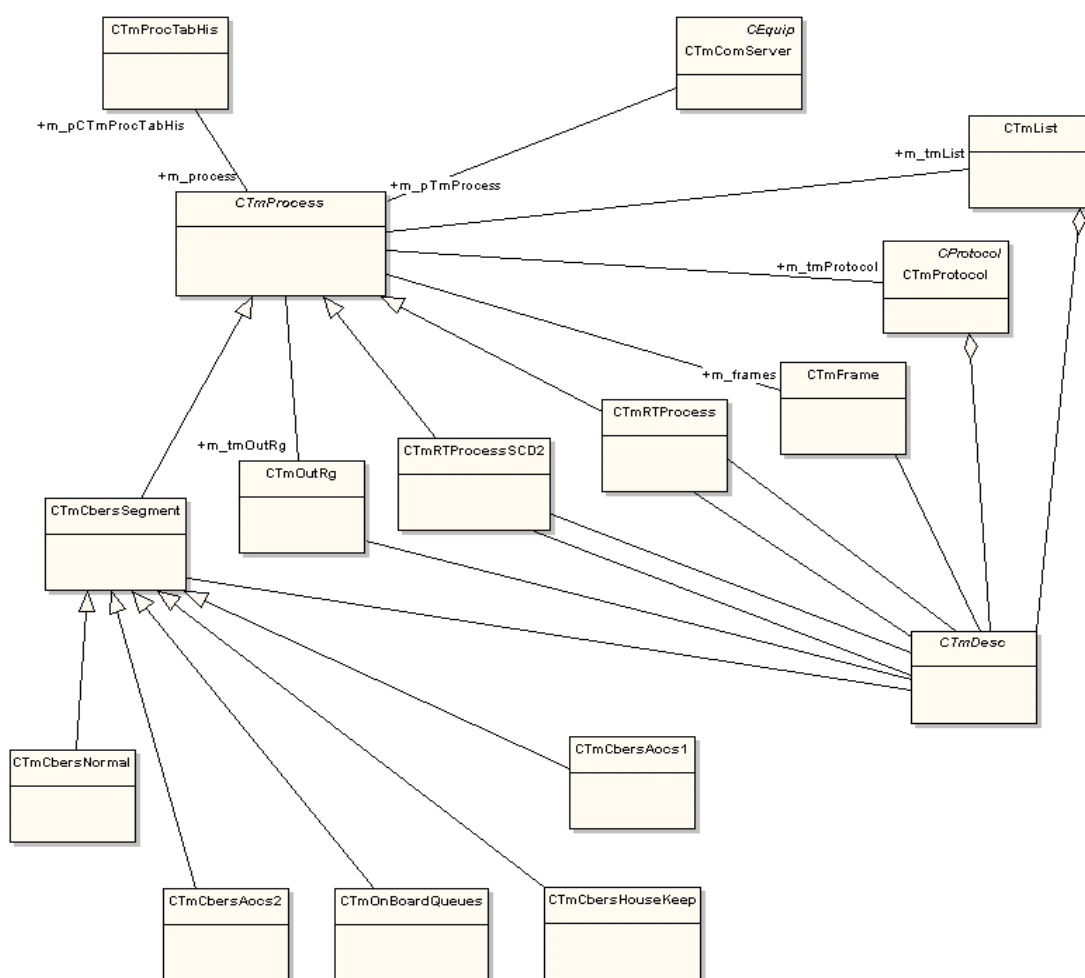 CTmProcTabHis
CEquip
CTmComServer
+m_pCTmProcTabHis
CTmList
+m_tmList
+m_process
+m_pTmProcess
CTmProcess
CProtocol
+m_tmProtocol
CTmProtocol
+m_frames
CTmFrame
CTmRTProcess
+m_tmOutRg
CTmRTProcessSCD2
CTmOutRg
CTmCbersSegment
CTmDesc
CTmCbersAocs1
CTmCbersNormal
CTmCbersAocs2
CTmOnBoardQueues
CTmCbersHouseKeep